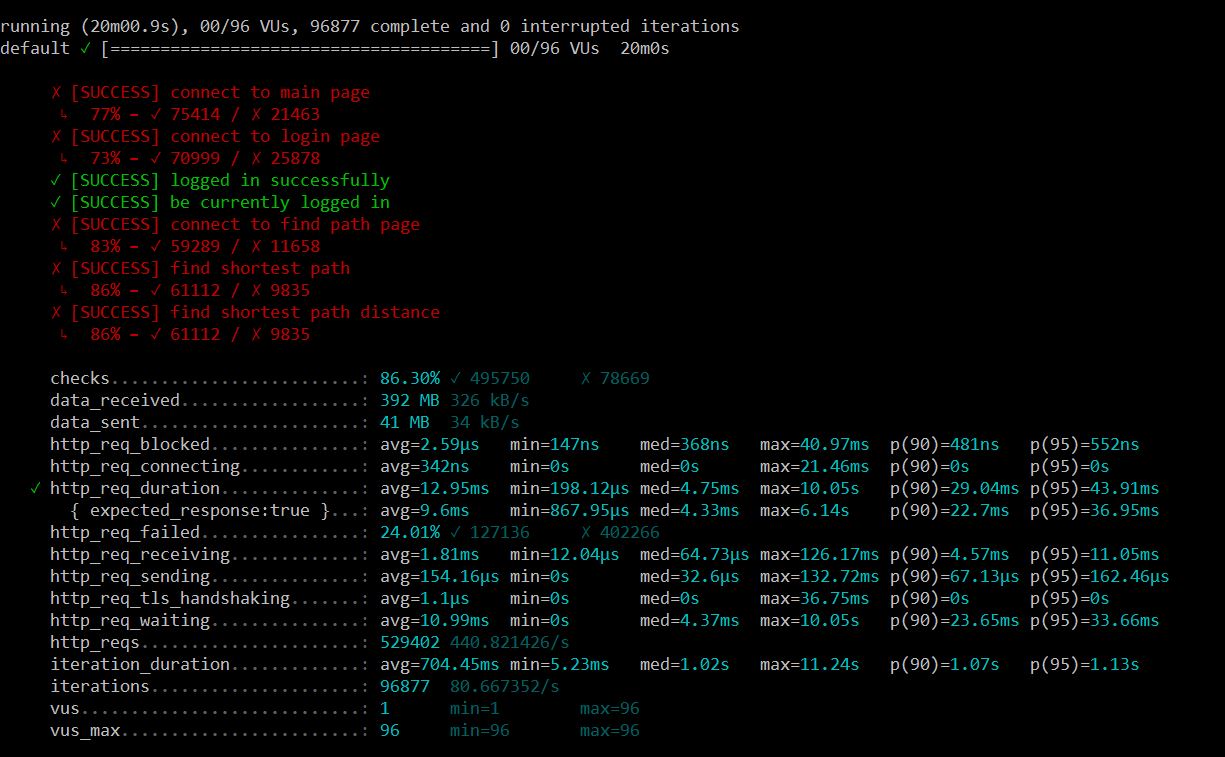 running (20m00.9s), 00/96 VUs, 96877 complete and 0 interrupted iterations
default ✓ [======================================] 00/96 VUs  20m0s
✗ [SUCCESS] connect to main page
↳  77% — ✓ 75414 / ✗ 21463
✗ [SUCCESS] connect to login page
↳  73% — ✓ 70999 / ✗ 25878
✓ [SUCCESS] logged in successfully
✓ [SUCCESS] be currently logged in
✗ [SUCCESS] connect to find path page
↳  83% — ✓ 59289 / ✗ 11658
✗ [SUCCESS] find shortest path
↳  86% — ✓ 61112 / ✗ 9835
✗ [SUCCESS] find shortest path distance
↳  86% — ✓ 61112 / ✗ 9835
checks.........................: 86.30% ✓ 495750     ✗ 78669
data_received..................: 392 MB 326 kB/s
data_sent......................: 41 MB  34 kB/s
http_req_blocked...............: avg=2.59µs   min=147ns    med=368ns   max=40.97ms  p(90)=481ns   p(95)=552ns
http_req_connecting............: avg=342ns    min=0s       med=0s      max=21.46ms  p(90)=0s      p(95)=0s
✓ http_req_duration..............: avg=12.95ms  min=198.12µs med=4.75ms  max=10.05s   p(90)=29.04ms p(95)=43.91ms
{ expected_response:true }...: avg=9.6ms    min=867.95µs med=4.33ms  max=6.14s    p(90)=22.7ms  p(95)=36.95ms
http_req_failed................: 24.01% ✓ 127136     ✗ 402266
http_req_receiving.............: avg=1.81ms   min=12.04µs  med=64.73µs max=126.17ms p(90)=4.57ms  p(95)=11.05ms
http_req_sending...............: avg=154.16µs min=0s       med=32.6µs  max=132.72ms p(90)=67.13µs p(95)=162.46µs
http_req_tls_handshaking.......: avg=1.1µs    min=0s       med=0s      max=36.75ms  p(90)=0s      p(95)=0s
http_req_waiting...............: avg=10.99ms  min=0s       med=4.37ms  max=10.05s   p(90)=23.65ms p(95)=33.66ms
http_reqs......................: 529402 440.821426/s
iteration_duration.............: avg=704.45ms min=5.23ms   med=1.02s   max=11.24s   p(90)=1.07s   p(95)=1.13s
iterations.....................: 96877  80.667352/s
vus............................: 1      min=1        max=96
vus_max........................: 96     min=96       max=96